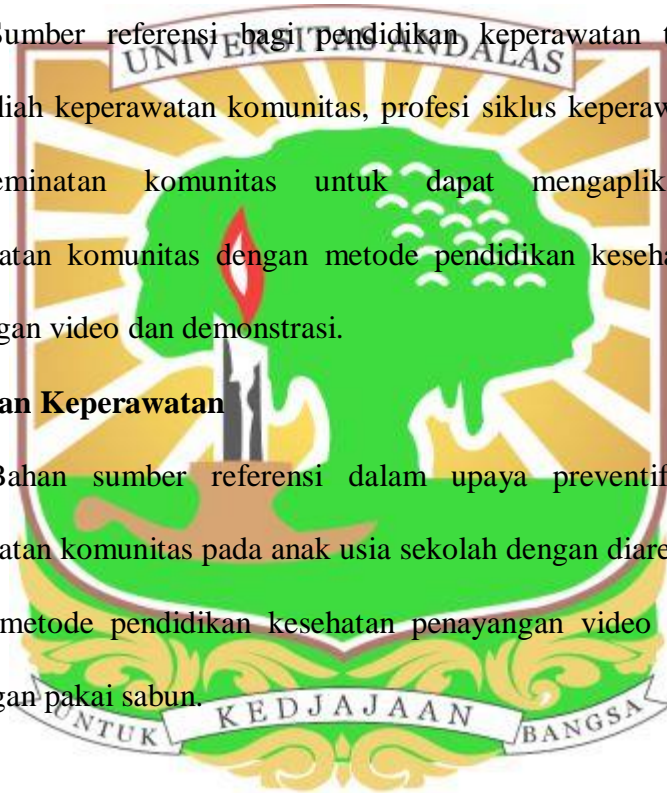 Sumber referensi bagi pendidikan keperawatan t
UNIVERSITAS ANDALAS
liah keperawatan komunitas, profesi siklus keperaw
eminatan komunitas untuk dapat mengaplik
atan komunitas dengan metode pendidikan keseha
gan video dan demonstrasi.
an Keperawatan
Bahan sumber referensi dalam upaya preventif
atan komunitas pada anak usia sekolah dengan diare
metode pendidikan kesehatan penayangan video
gan pakai sabun.
UNTUK KEDJAJAAN BANGSA